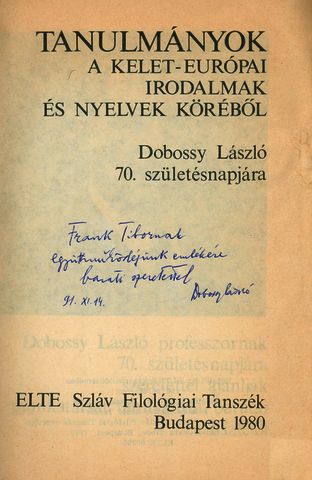 TANULMÁNYOK
A KELET-EURÓPAI
IRODALMAK
ÉS NYELVEK KÖRÉBŐL
Dobossy László
70. születésnapjára
Frank Tibornak
együttműködésünk emlékére
baráti szeretettel
91. XI. 14.
Dobossy László
Dobossy László professzornak
70. születésnapjára
ELTE Szláv Filológiai Tanszék
Budapest 1980